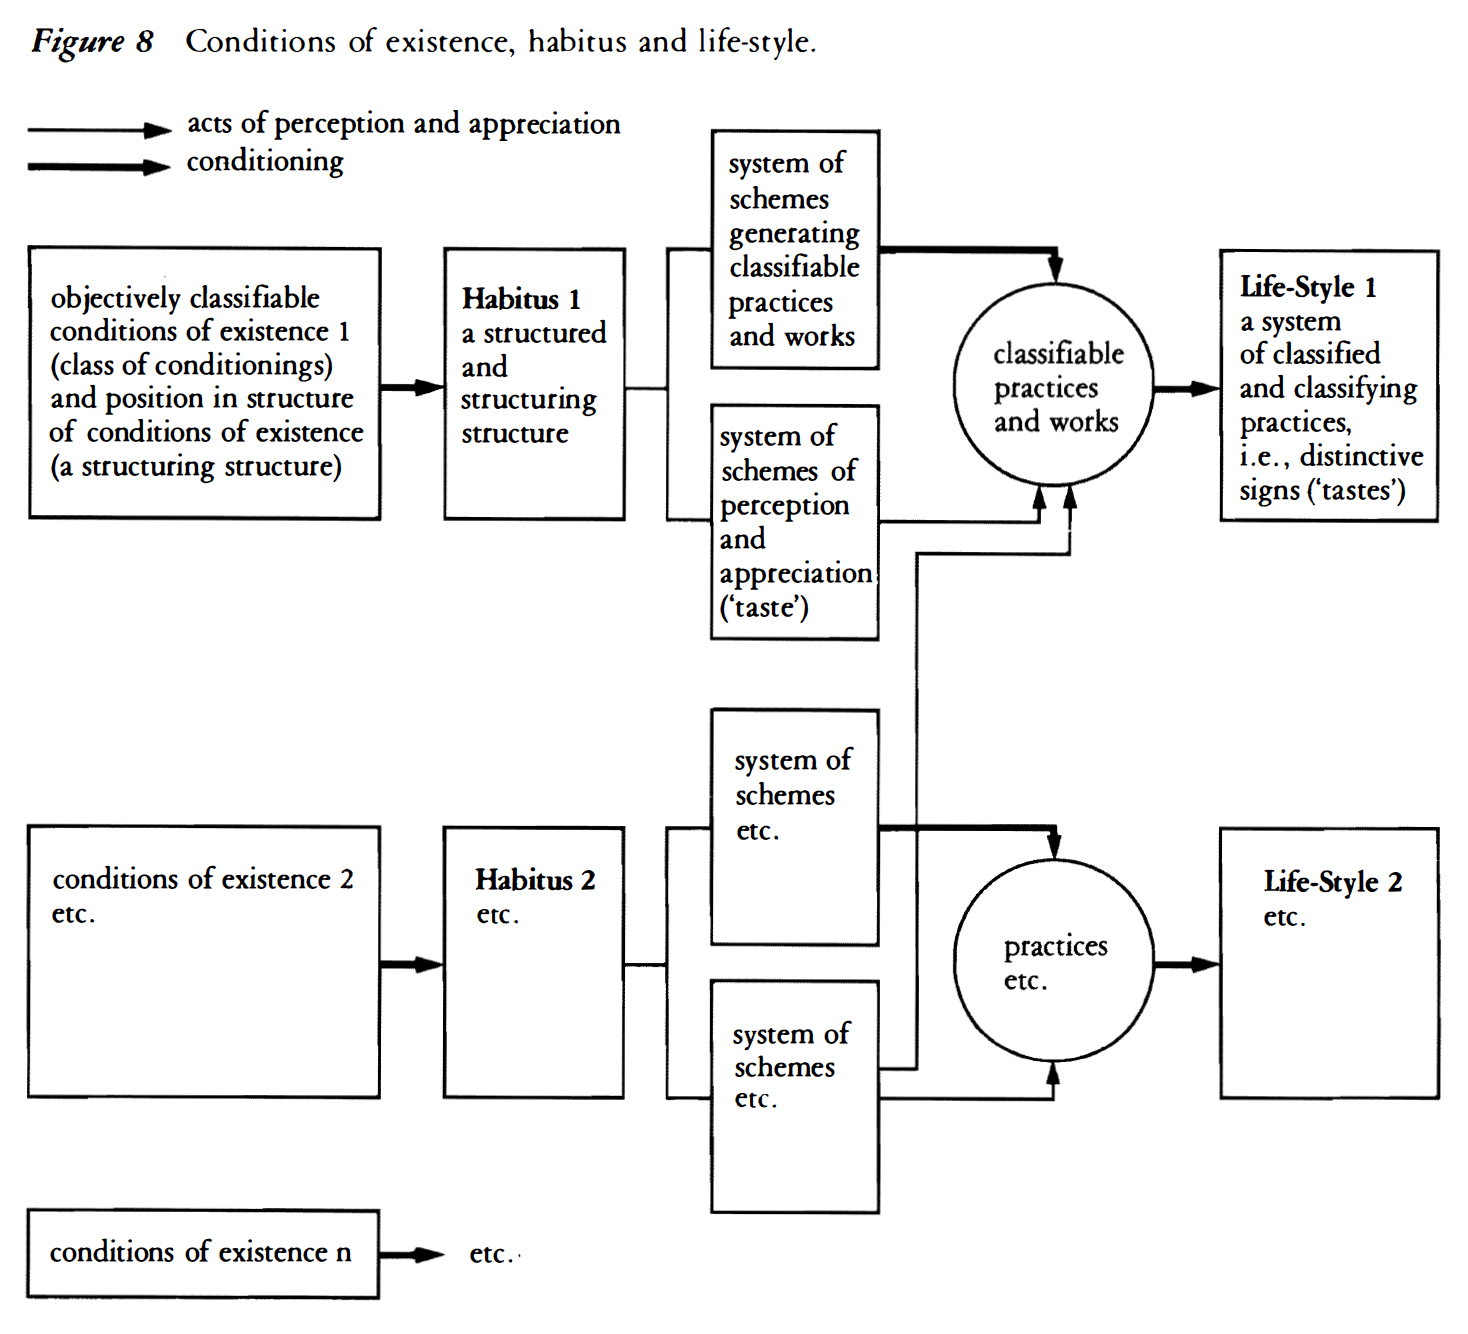 Figure 8 Conditions of existence, habitus and life-style.
acts of perception and appreciation
conditioning
objectively classifiable
conditions of existence 1
(class of conditionings)
and position in structure
of conditions of existence
(a structuring structure)
Habitus 1
a structured
and
structuring
structure
system of
schemes
generating
classifiable
practices
and works
system of
schemes of
perception
and
appreciation
(‘taste’)
classifiable
practices
and works
Life-Style 1
a system
of classified
and classifying
practices,
i.e., distinctive
signs (‘tastes’)
conditions of existence 2
etc.
Habitus 2
etc.
system of
schemes
etc.
system of
schemes
etc.
practices
etc.
Life-Style 2
etc.
conditions of existence n
etc.